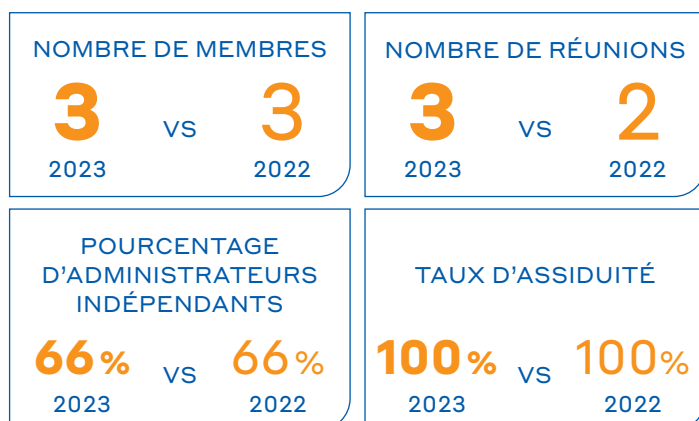 NOMBRE DE MEMBRES
3 VS 3
2023 2022
NOMBRE DE RÉUNIONS
3 VS 2
2023 2022
POURCENTAGE
D'ADMINISTRATEURS
INDÉPENDANTS
66% VS 66%
2023 2022
TAUX D'ASSIDUITÉ
100% VS 100%
2023 2022